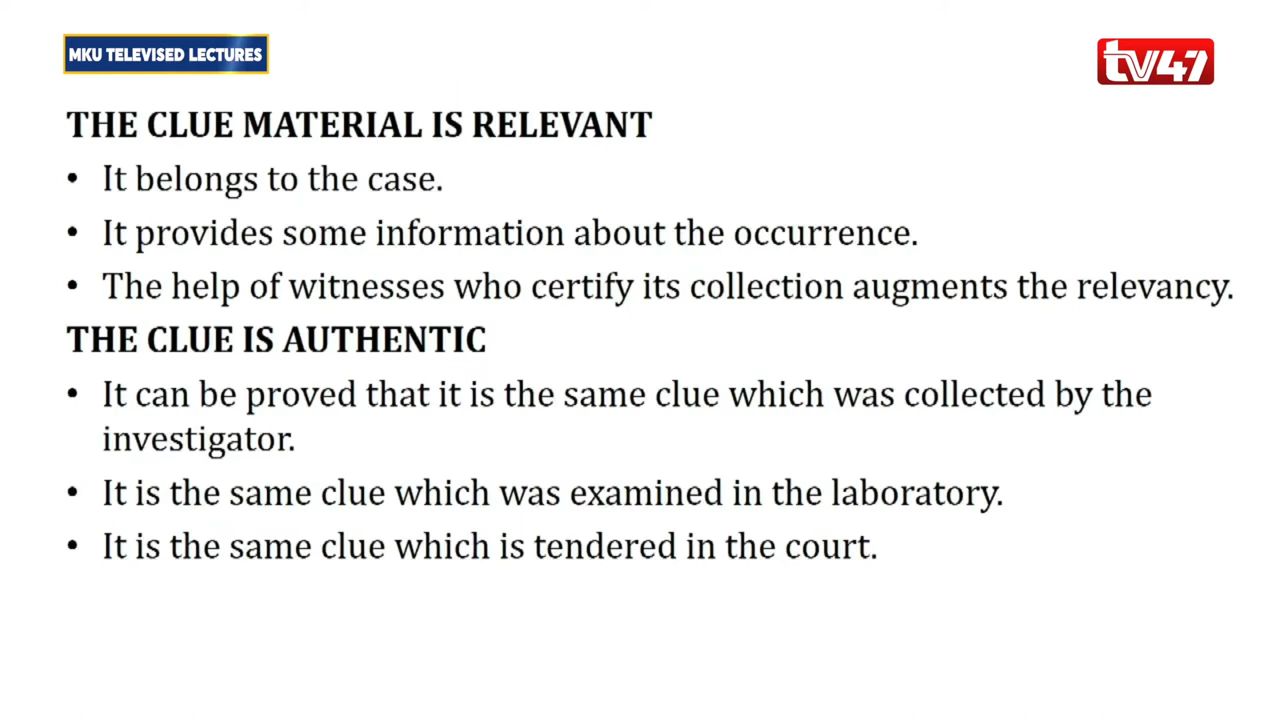 MKU TELEVISED LECTURES
tv47
THE CLUE MATERIAL IS RELEVANT
• It belongs to the case.
• It provides some information about the occurrence.
• The help of witnesses who certify its collection augments the relevancy.
THE CLUE IS AUTHENTIC
• It can be proved that it is the same clue which was collected by the
investigator.
• It is the same clue which was examined in the laboratory.
• It is the same clue which is tendered in the court.